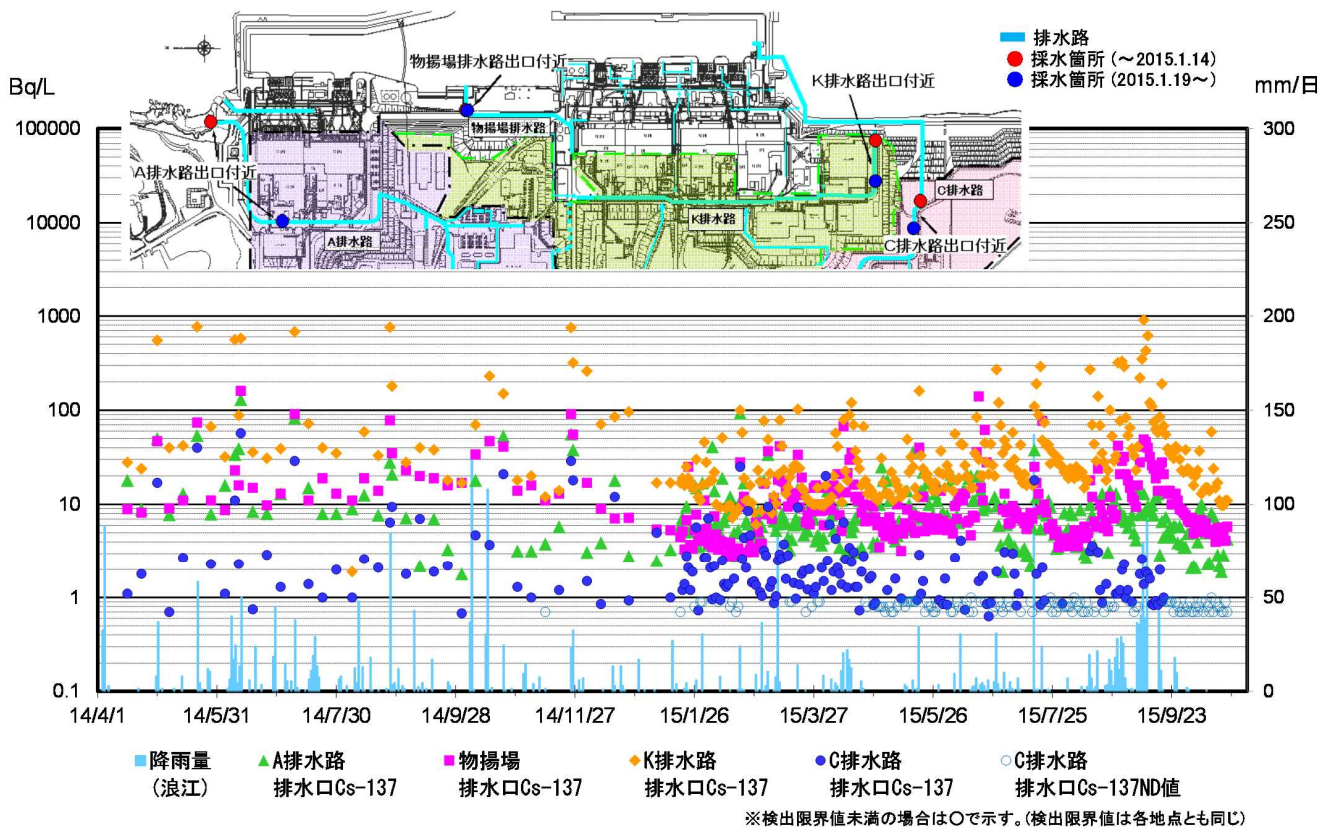 排水路
採水箇所 (～2015.1.14)
採水箇所 (2015.1.19～)
物揚場排水路出口付近
K排水路出口付近
Bq/L
mm/日
物揚場排水路
A排水路出口付近
C排水路
K排水路
A排水路
C排水路出口付近
100000
10000
1000
100
10
1
0.1
300
250
200
150
100
50
0
14/4/1 14/5/31 14/7/30 14/9/28 14/11/27 15/1/26 15/3/27 15/5/26 15/7/25 15/9/23
降雨量 A排水路 物揚場 K排水路 C排水路 C排水路
(浪江) 排水口Cs-137 排水口Cs-137 排水口Cs-137 排水口Cs-137 排水口Cs-137ND値
※検出限界値未満の場合は〇で示す。(検出限界値は各地点とも同じ)